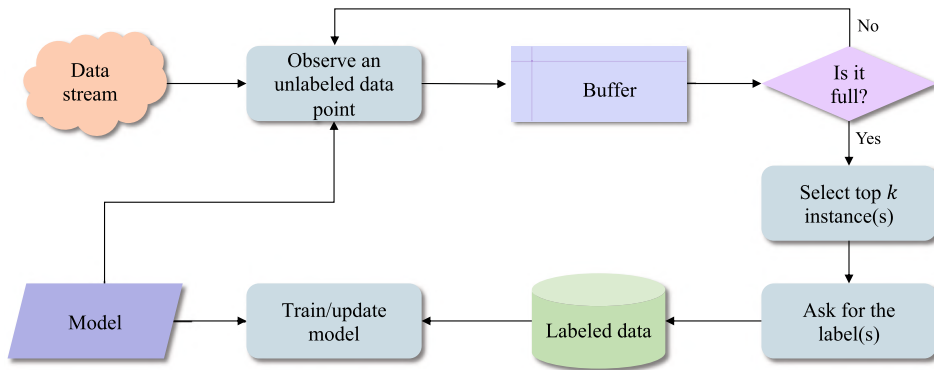 No
Data
stream
Observe an
unlabeled data
point
Buffer
Is it
full?
Yes
Select top k
instance(s)
Model
Train/update
model
Labeled data
Ask for the
label(s)